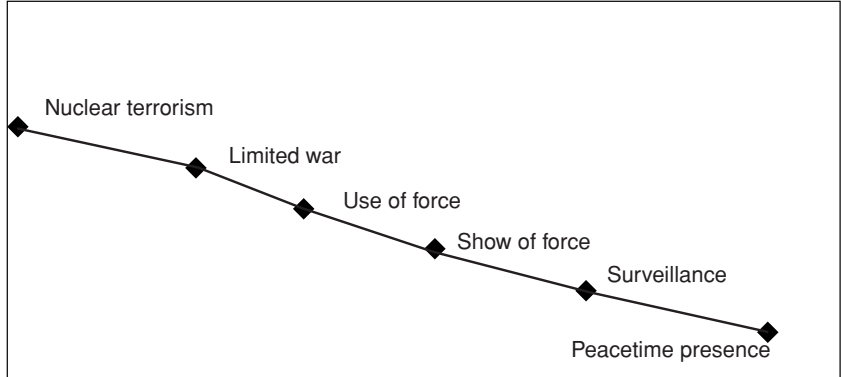 Nuclear terrorism
Limited war
Use of force
Show of force
Surveillance
Peacetime presence